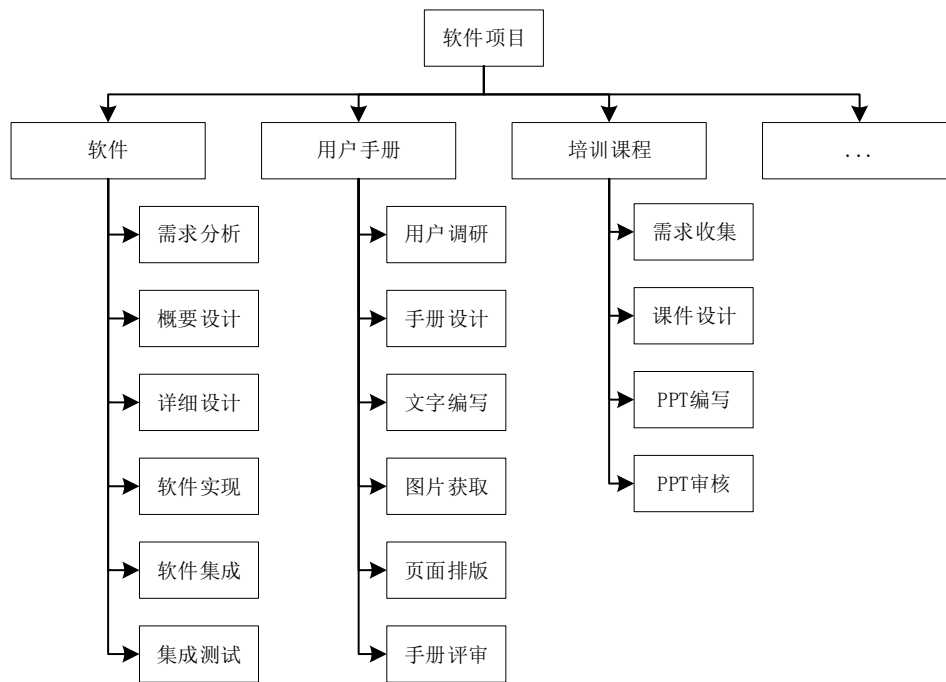 软件项目
软件
用户手册
培训课程
...
需求分析
概要设计
详细设计
软件实现
软件集成
集成测试
用户调研
手册设计
文字编写
图片获取
页面排版
手册评审
需求收集
课件设计
PPT编写
PPT审核